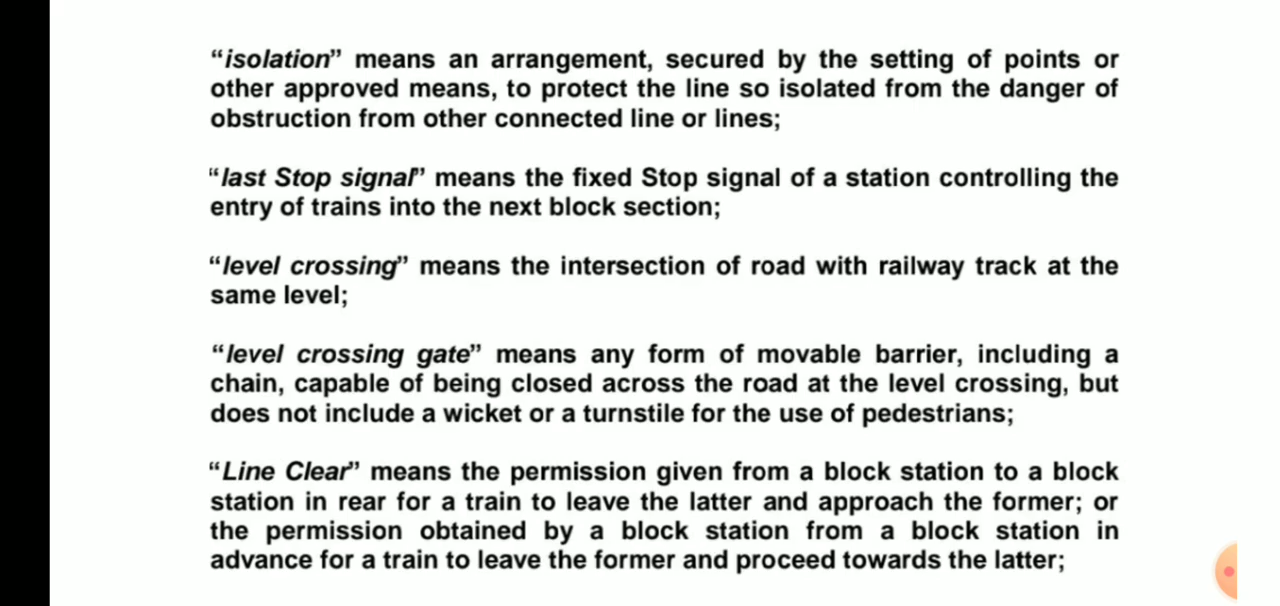 “isolation” means an arrangement, secured by the setting of points or
other approved means, to protect the line so isolated from the danger of
obstruction from other connected line or lines;
“last Stop signal” means the fixed Stop signal of a station controlling the
entry of trains into the next block section;
“level crossing” means the intersection of road with railway track at the
same level;
“level crossing gate” means any form of movable barrier, including a
chain, capable of being closed across the road at the level crossing, but
does not include a wicket or a turnstile for the use of pedestrians;
“Line Clear” means the permission given from a block station to a block
station in rear for a train to leave the latter and approach the former; or
the permission obtained by a block station from a block station in
advance for a train to leave the former and proceed towards the latter;